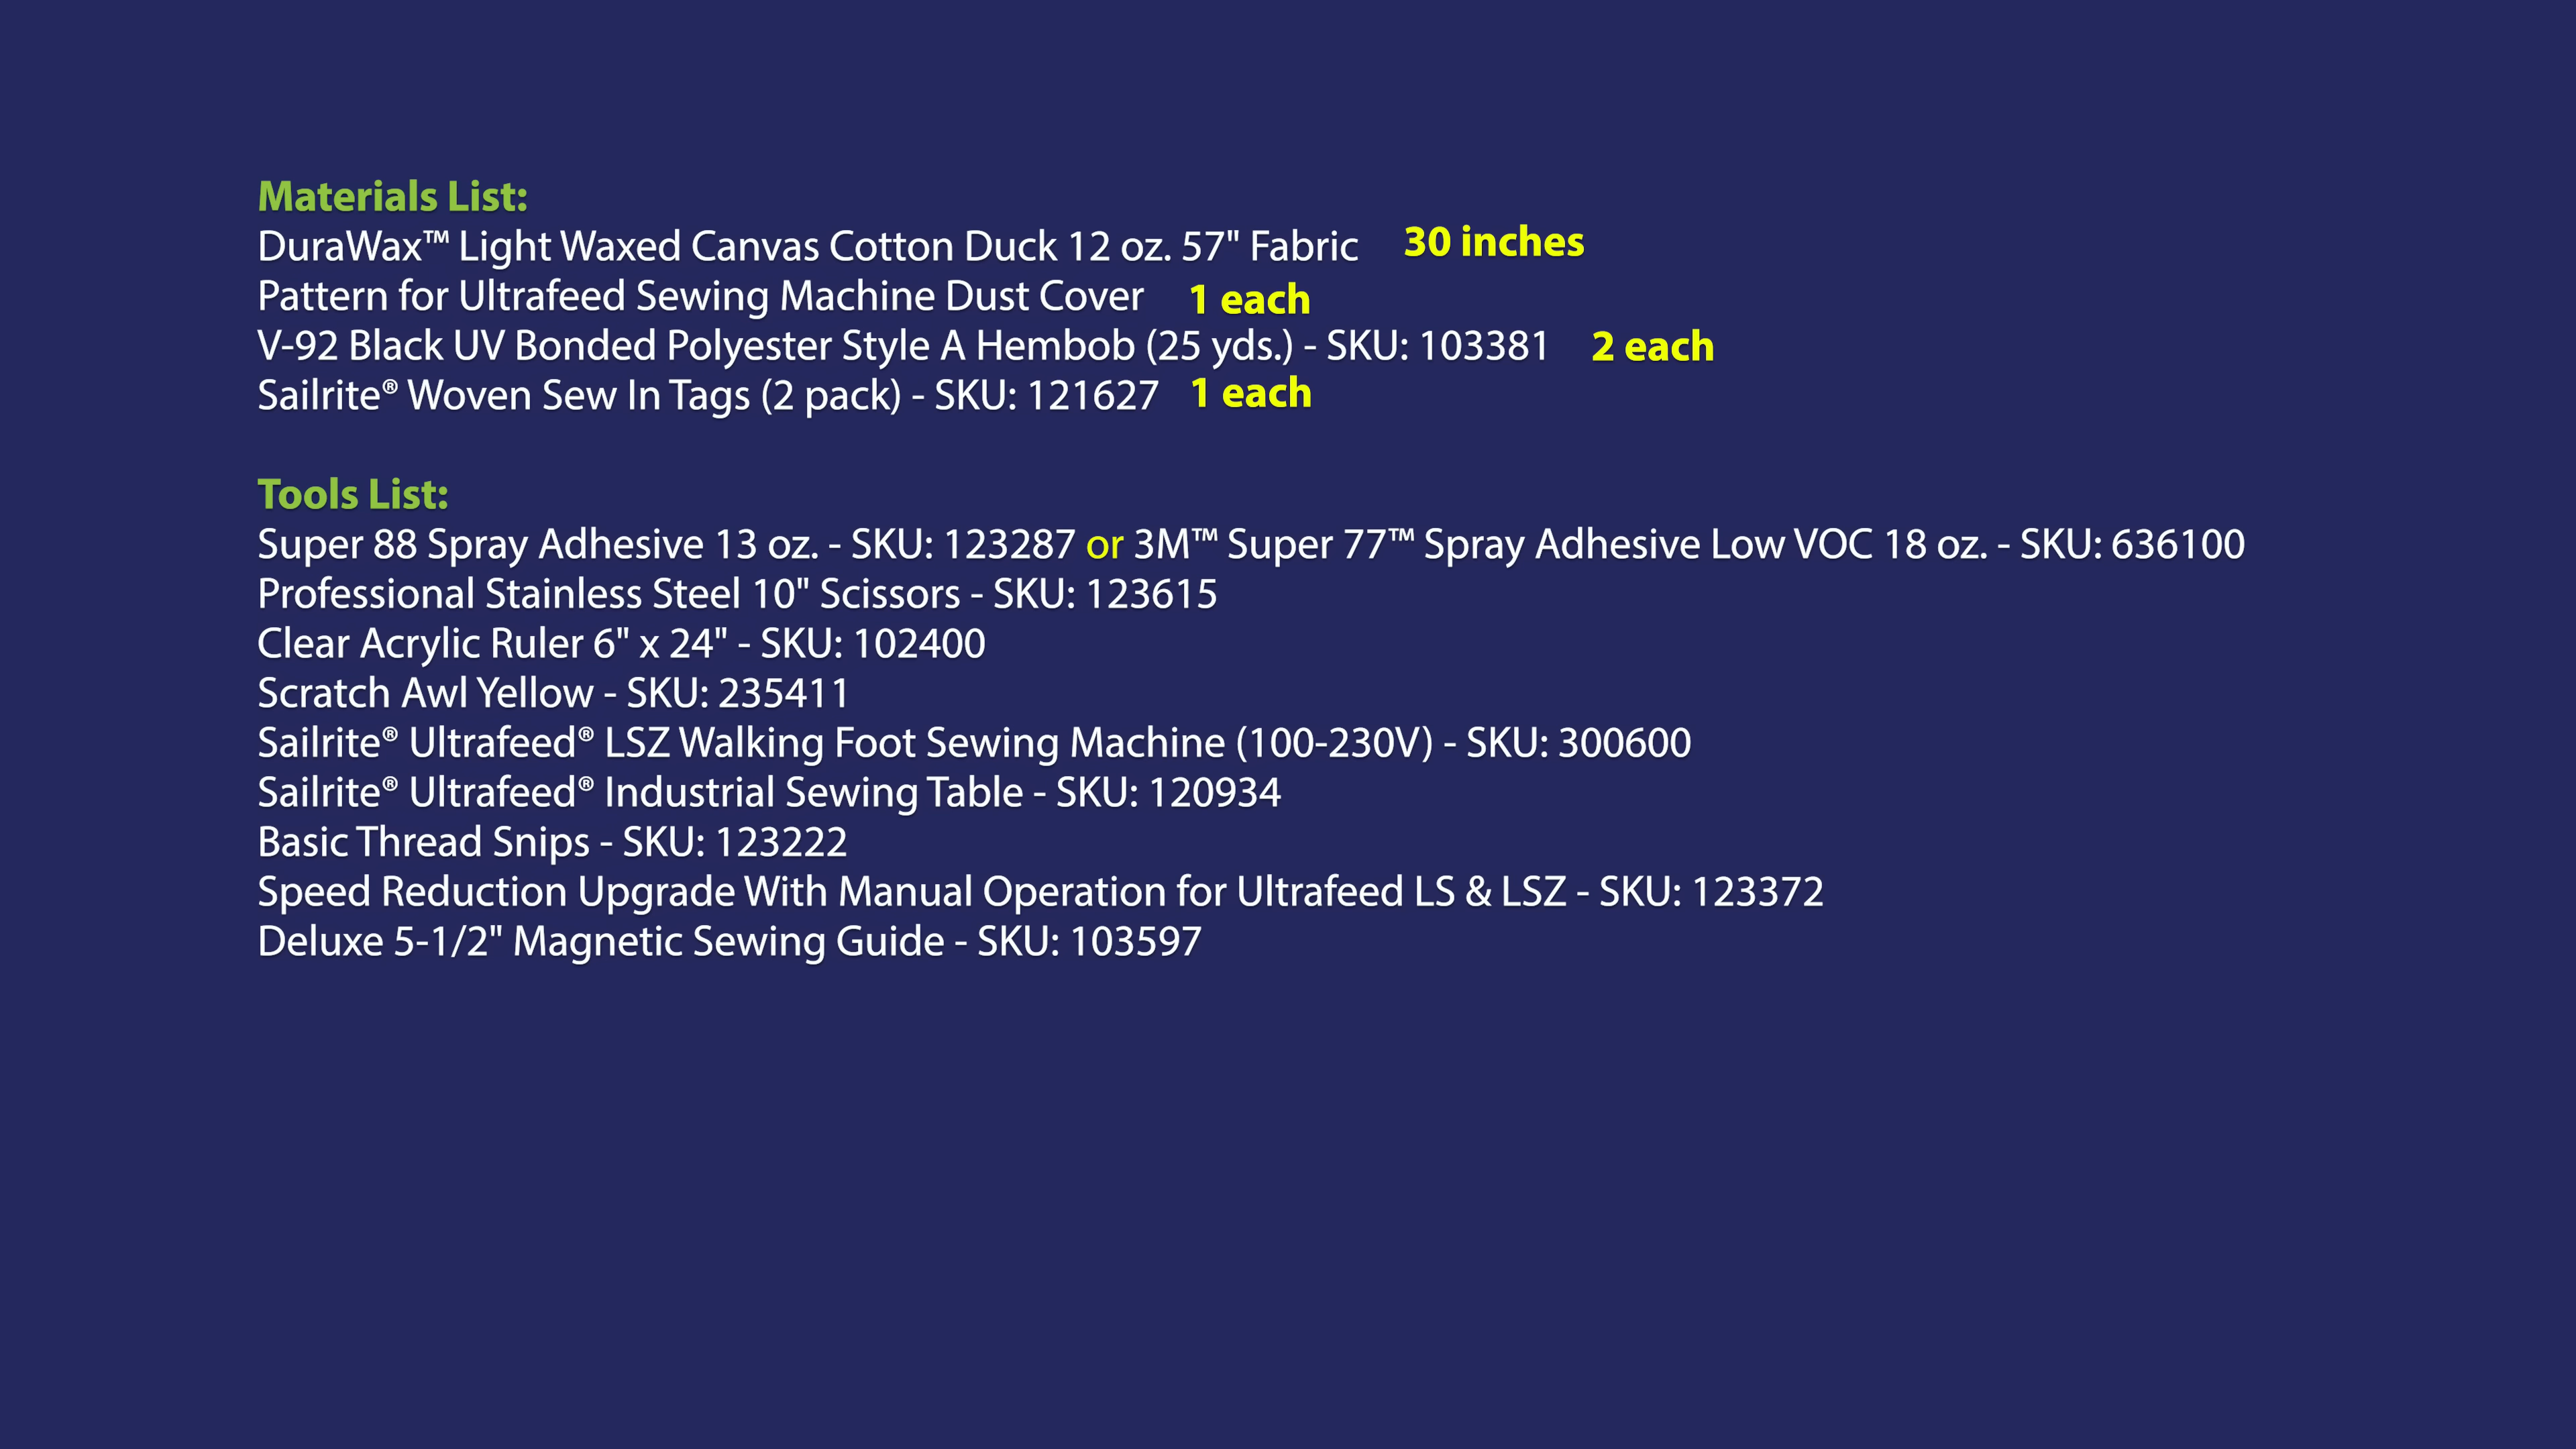 Materials List:
DuraWax™ Light Waxed Canvas Cotton Duck 12 oz. 57" Fabric 30 inches
Pattern for Ultrafeed Sewing Machine Dust Cover 1 each
V-92 Black UV Bonded Polyester Style A Hembob (25 yds.) - SKU: 103381 2 each
Sailrite® Woven Sew In Tags (2 pack) - SKU: 121627 1 each
Tools List:
Super 88 Spray Adhesive 13 oz. - SKU: 123287 or 3M™ Super 77™ Spray Adhesive Low VOC 18 oz. - SKU: 636100
Professional Stainless Steel 10" Scissors - SKU: 123615
Clear Acrylic Ruler 6" x 24" - SKU: 102400
Scratch Awl Yellow - SKU: 235411
Sailrite® Ultrafeed® LSZ Walking Foot Sewing Machine (100-230V) - SKU: 300600
Sailrite® Ultrafeed® Industrial Sewing Table - SKU: 120934
Basic Thread Snips - SKU: 123222
Speed Reduction Upgrade With Manual Operation for Ultrafeed LS & LSZ - SKU: 123372
Deluxe 5-1/2" Magnetic Sewing Guide - SKU: 103597